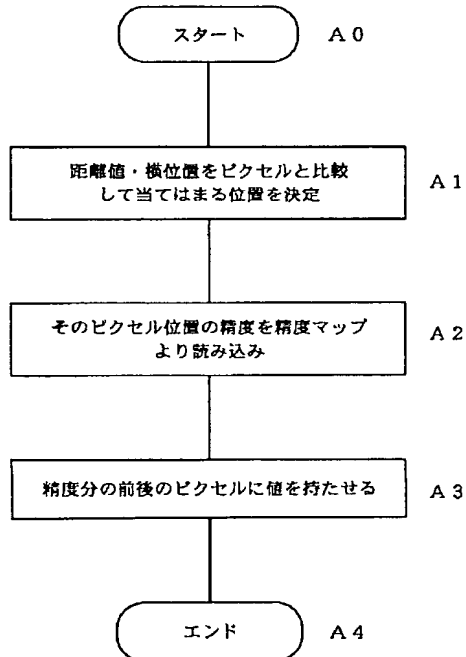 スタート A0
距離値・横位置をピクセルと比較
して当てはまる位置を決定
A1
そのピクセル位置の精度を精度マップ
より読み込み
A2
精度分の前後のピクセルに値を持たせる A3
エンド A4